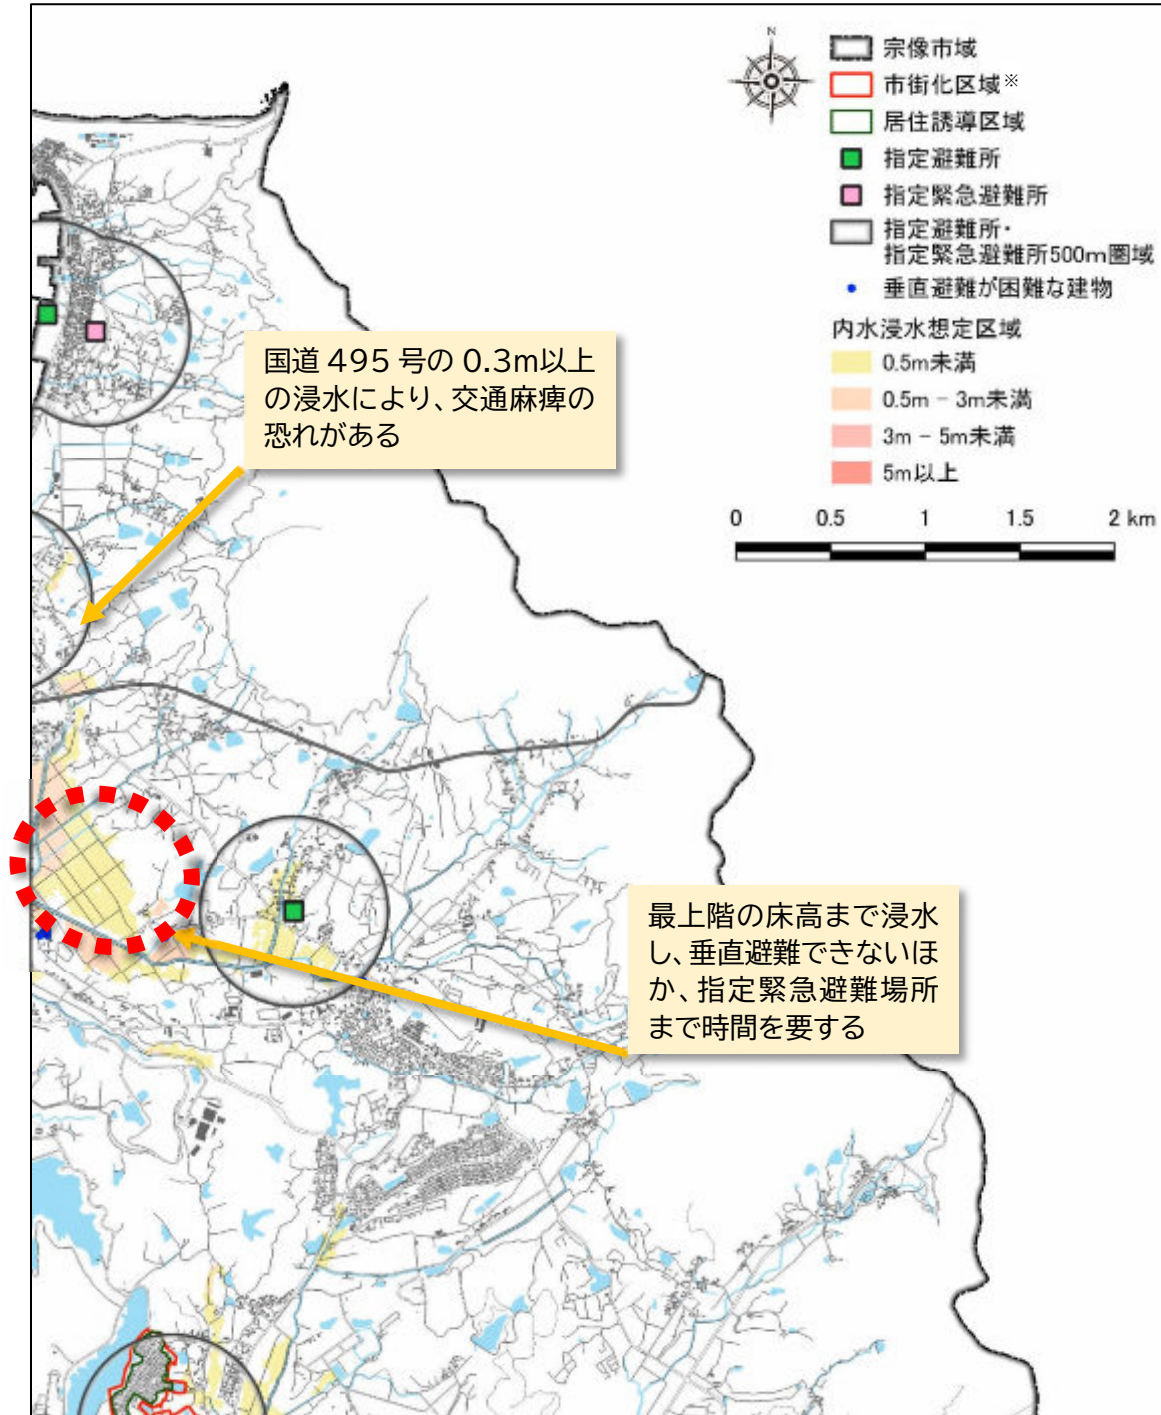 N
宗像市域
市街化区域※
居住誘導区域
指定避難所
指定緊急避難所
指定避難所・
指定緊急避難所500m圏域
垂直避難が困難な建物
内水浸水想定区域
0.5m未満
0.5m － 3m未満
3m － 5m未満
5m以上
0 0.5 1 1.5 2 km
国道 495 号の 0.3m以上
の浸水により、交通麻痺の
恐れがある
最上階の床高まで浸水
し、垂直避難できないほ
か、指定緊急避難場所
まで時間を要する